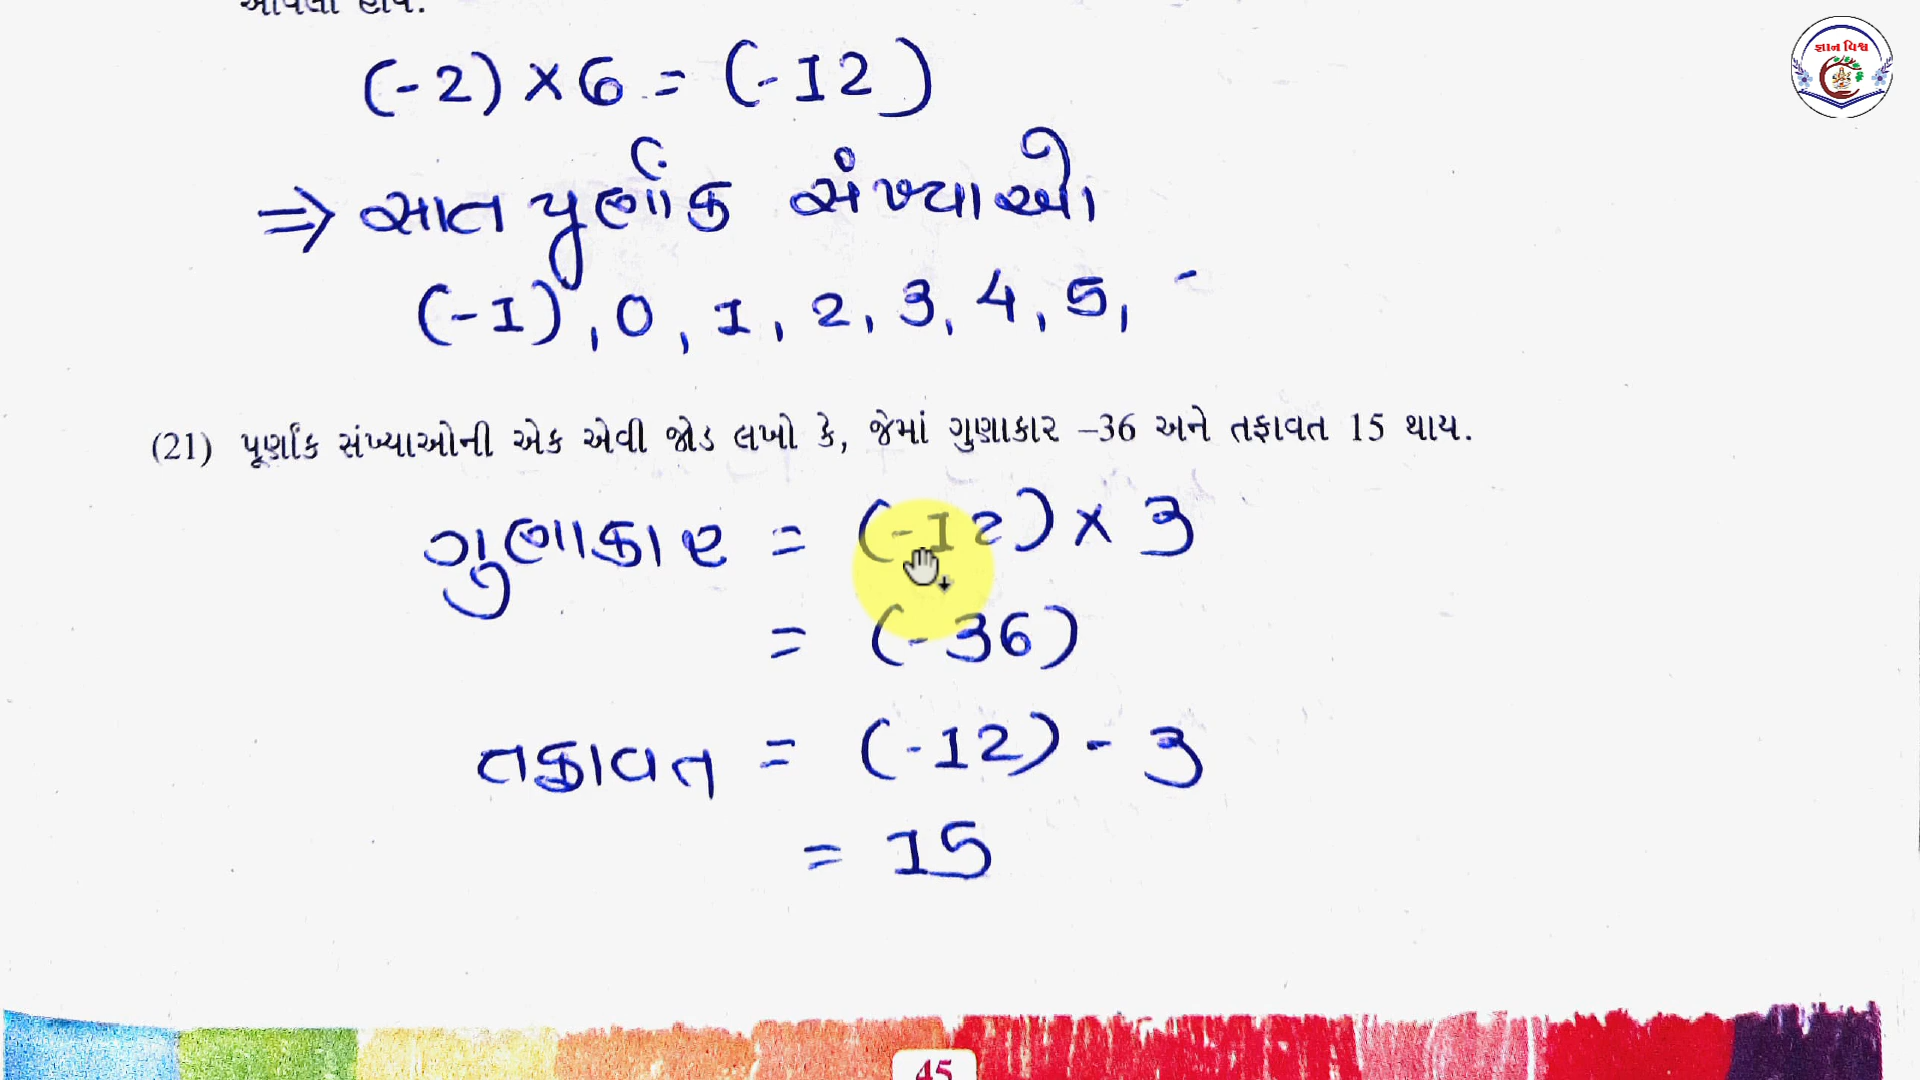 (-2) × 6 = (-12)
જ્ઞાન વિશ્વ
⇒ સાત પૂર્ણાંક સંખ્યાઓ
(-1), 0, 1, 2, 3, 4, 5, -
(21) પૂર્ણાંક સંખ્યાઓની એક એવી જોડ લખો કે, જેમાં ગુણાકાર –36 અને તફાવત 15 થાય.
ગુણાકાર = (-12) × 3
= (-36)
તફાવત = (-12) - 3
= 15
45